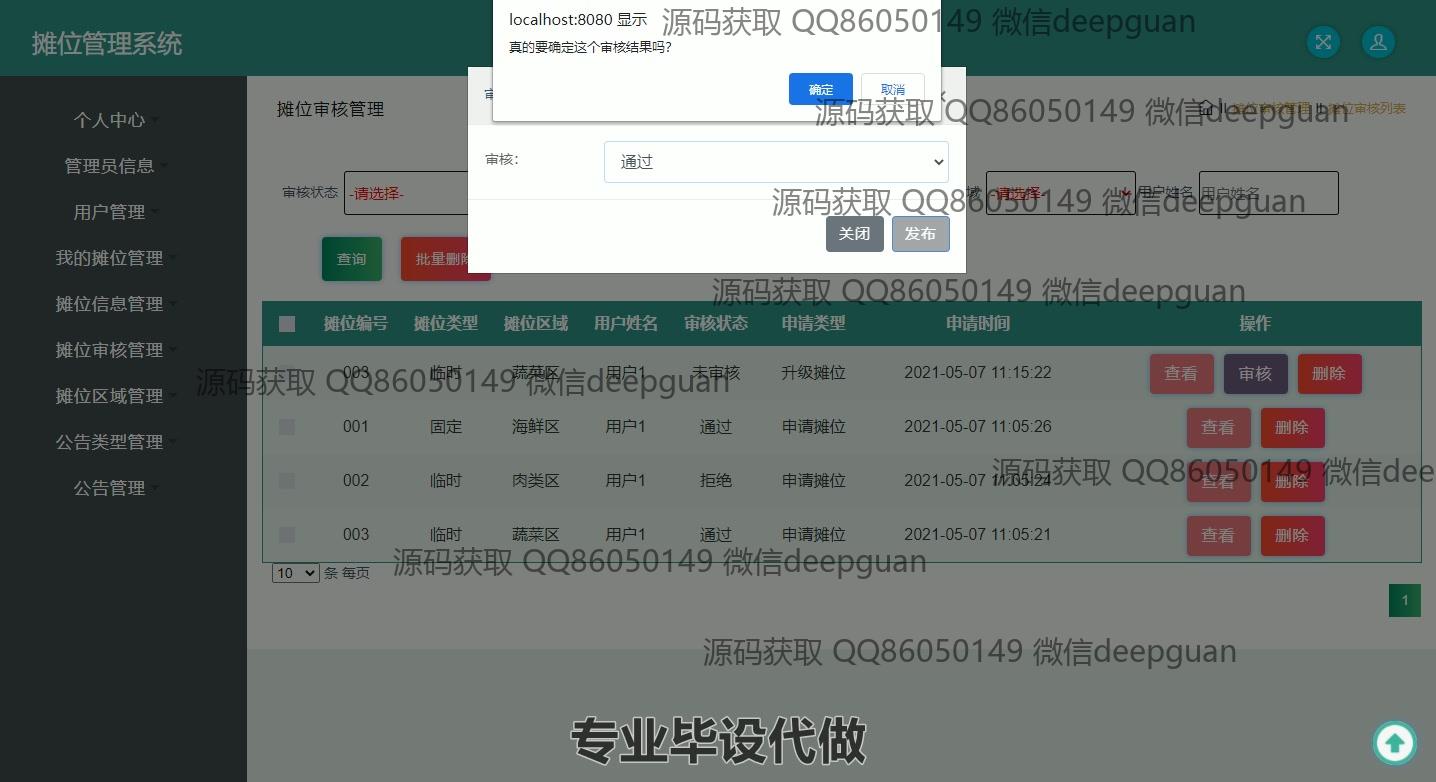 localhost:8080 显示
源码获取 QQ86050149 微信deepguan
摊位管理系统
真的要确定这个审核结果吗？
确定
取消
源码获取 QQ86050149 微信deepguan
摊位审核管理
摊位审核管理
摊位审核列表
个人中心
管理员信息
用户管理
我的摊位管理
摊位信息管理
摊位审核管理
摊位区域管理
公告类型管理
公告管理
审核：
通过
审核状态
-请选择-
域
-请选择-
用户姓名
用户姓名
源码获取 QQ86050149 微信deepguan
关闭
发布
查询
批量删除
源码获取 QQ86050149 微信deepguan
摊位编号 摊位类型 摊位区域 用户姓名 审核状态 申请类型 申请时间 操作
003 临时 蔬菜区 用户1 未审核 升级摊位 2021-05-07 11:15:22 查看 审核 删除
源码获取 QQ86050149 微信deepguan
001 固定 海鲜区 用户1 通过 申请摊位 2021-05-07 11:05:26 查看 删除
002 临时 肉类区 用户1 拒绝 申请摊位 2021-05-07 11:05:24 查看 删除
源码获取 QQ86050149 微信dee
003 临时 蔬菜区 用户1 通过 申请摊位 2021-05-07 11:05:21 查看 删除
源码获取 QQ86050149 微信deepguan
10 条 每页
1
源码获取 QQ86050149 微信deepguan
专业毕设代做